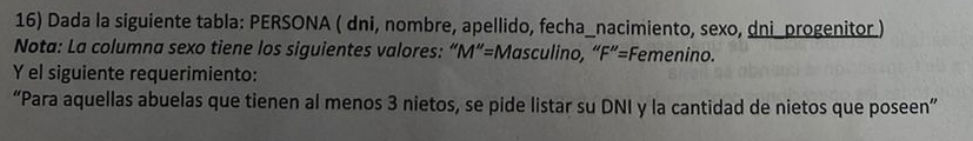 16) Dada la siguiente tabla: PERSONA ( dni, nombre, apellido, fecha_nacimiento, sexo, dni_progenitor )
Nota: La columna sexo tiene los siguientes valores: “M”=Masculino, “F”=Femenino.
Y el siguiente requerimiento:
“Para aquellas abuelas que tienen al menos 3 nietos, se pide listar su DNI y la cantidad de nietos que poseen”